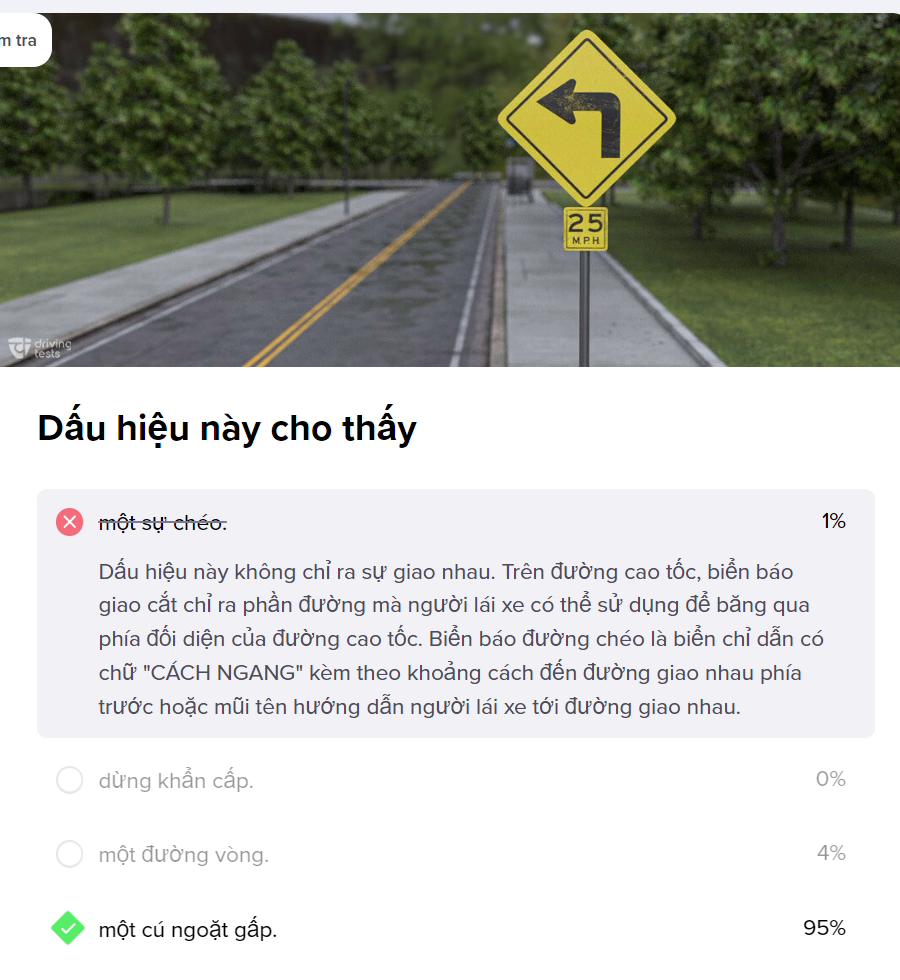 m tra
25
M.P.H
driving
tests
Dấu hiệu này cho thấy
một sự chéo. 1%
Dấu hiệu này không chỉ ra sự giao nhau. Trên đường cao tốc, biển báo
giao cắt chỉ ra phần đường mà người lái xe có thể sử dụng để băng qua
phía đối diện của đường cao tốc. Biển báo đường chéo là biển chỉ dẫn có
chữ "CÁCH NGANG" kèm theo khoảng cách đến đường giao nhau phía
trước hoặc mũi tên hướng dẫn người lái xe tới đường giao nhau.
dừng khẩn cấp. 0%
một đường vòng. 4%
một cú ngoặt gấp. 95%